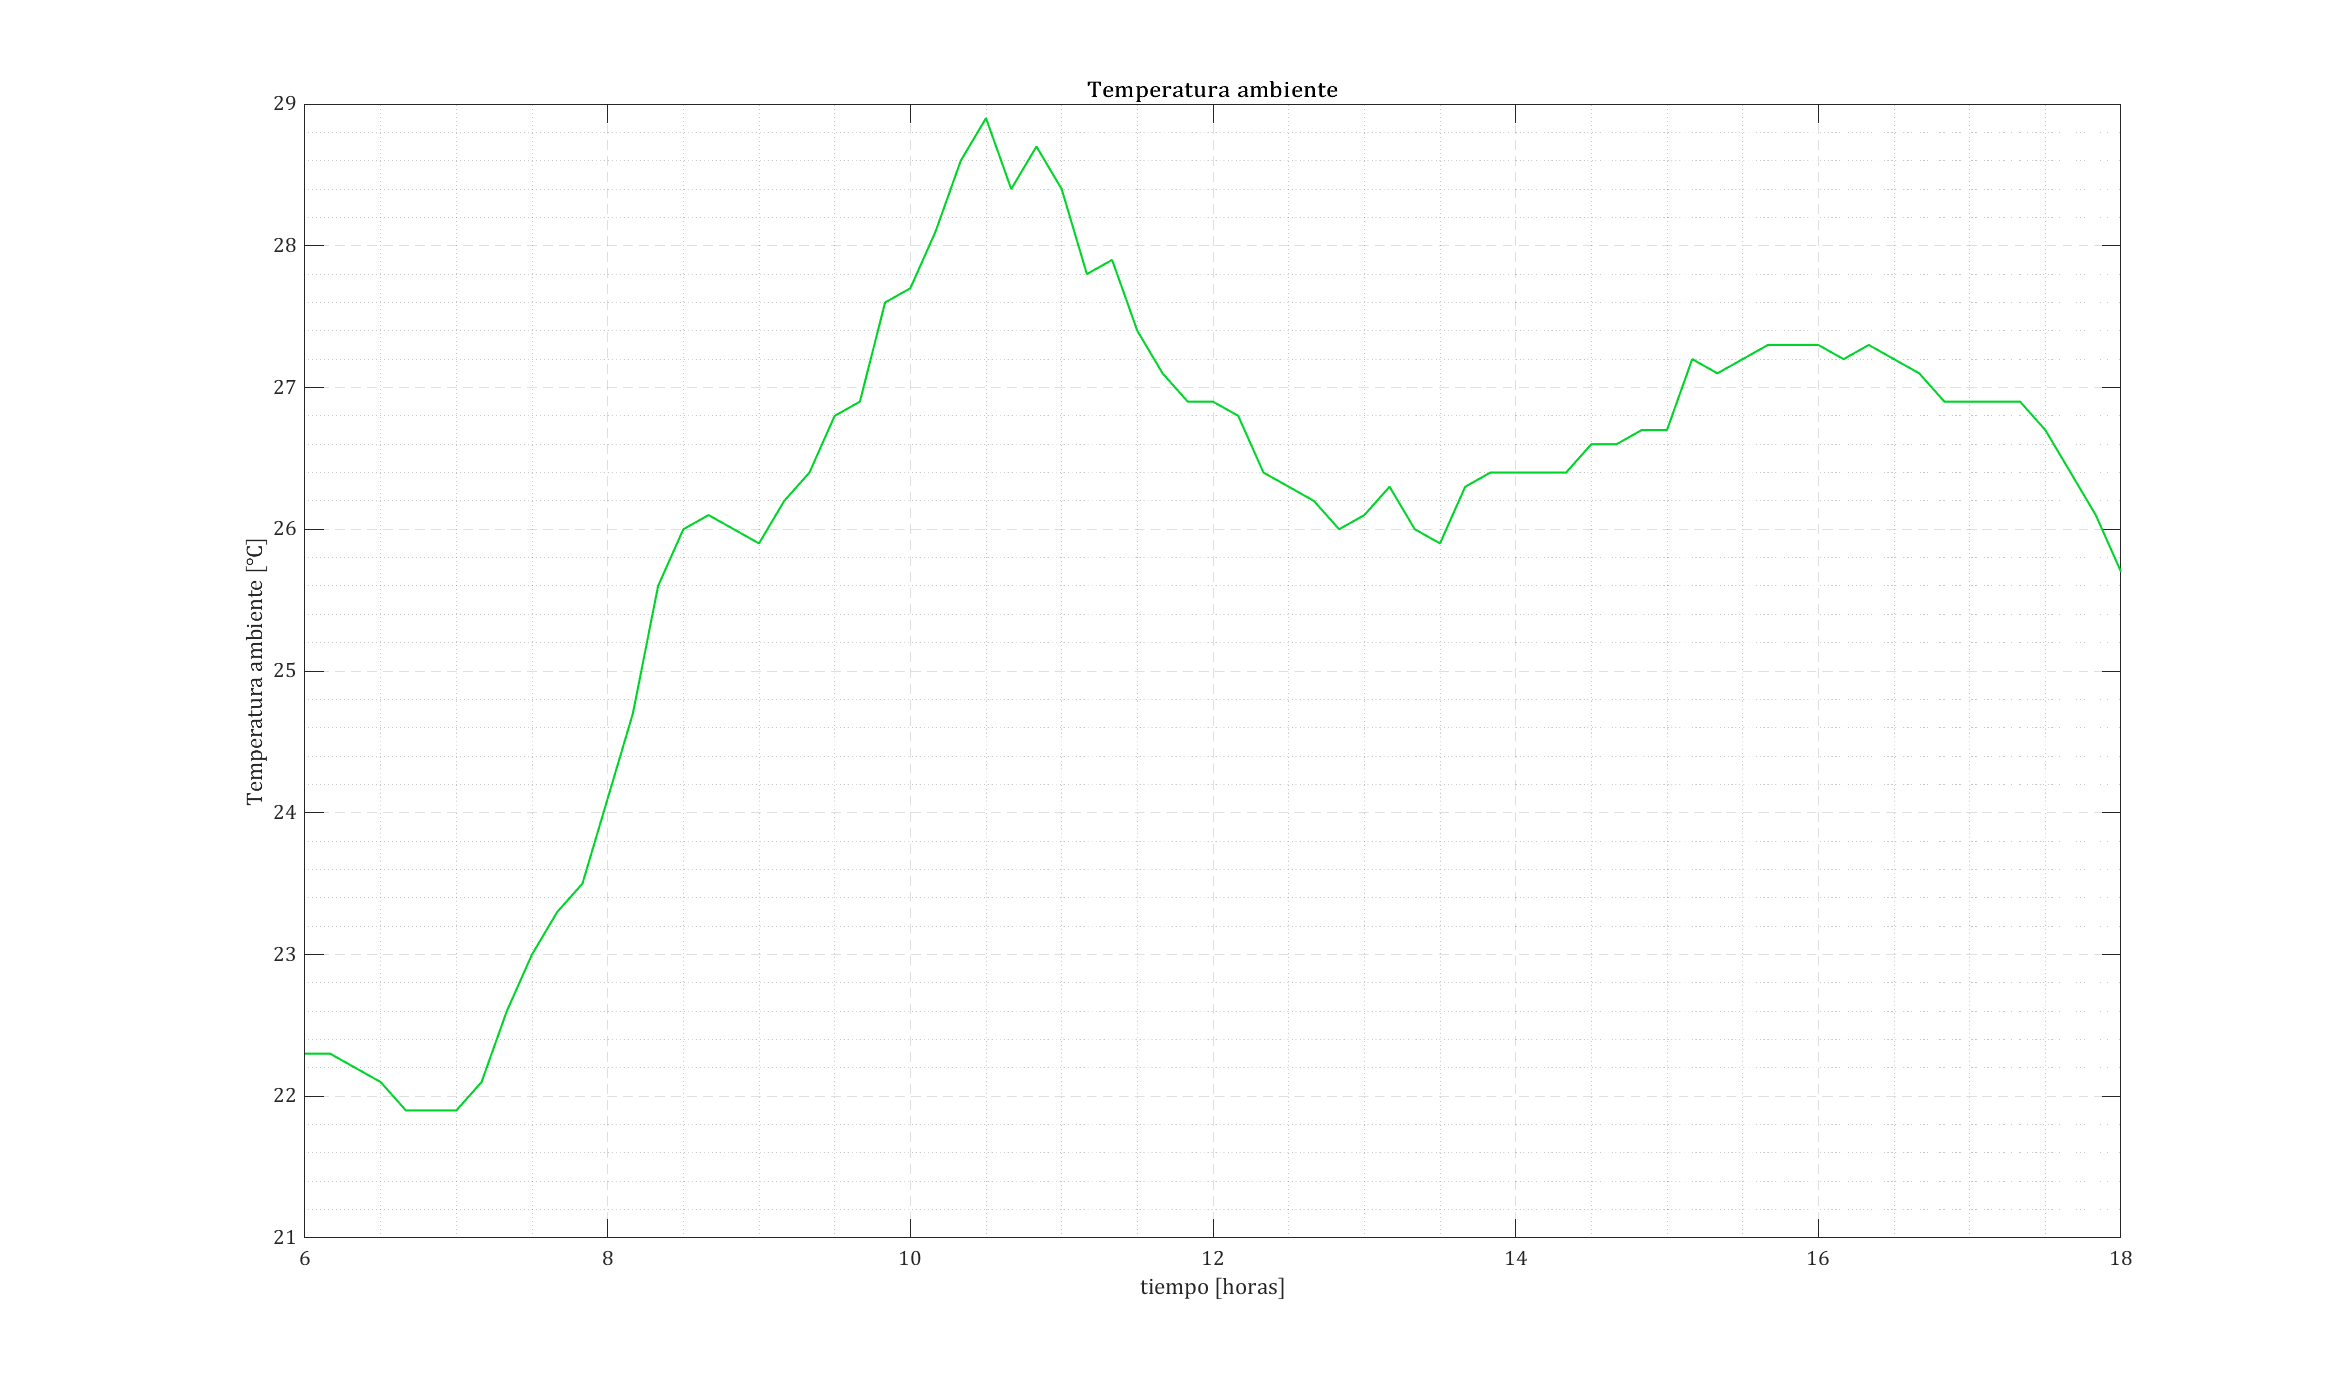 Temperatura ambiente
29
28
27
26
25
24
23
22
21
Temperatura ambiente [°C]
6 8 10 12 14 16 18
tiempo [horas]